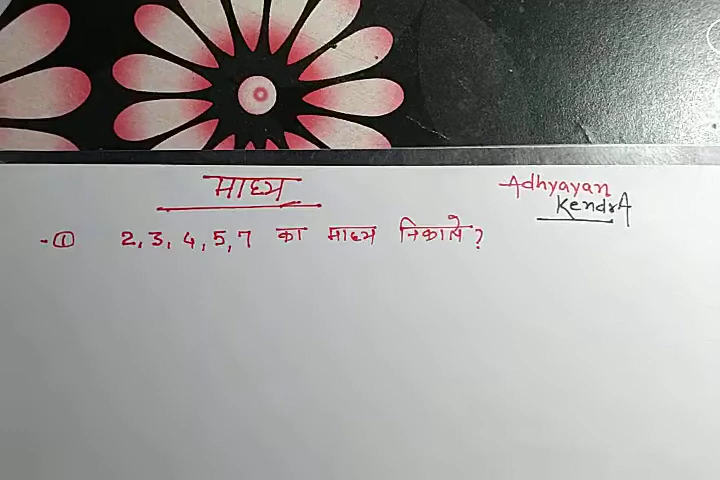 माध्य
Adhyayan
KendrA
① 2, 3, 4, 5, 7 का माध्य निकाले ?